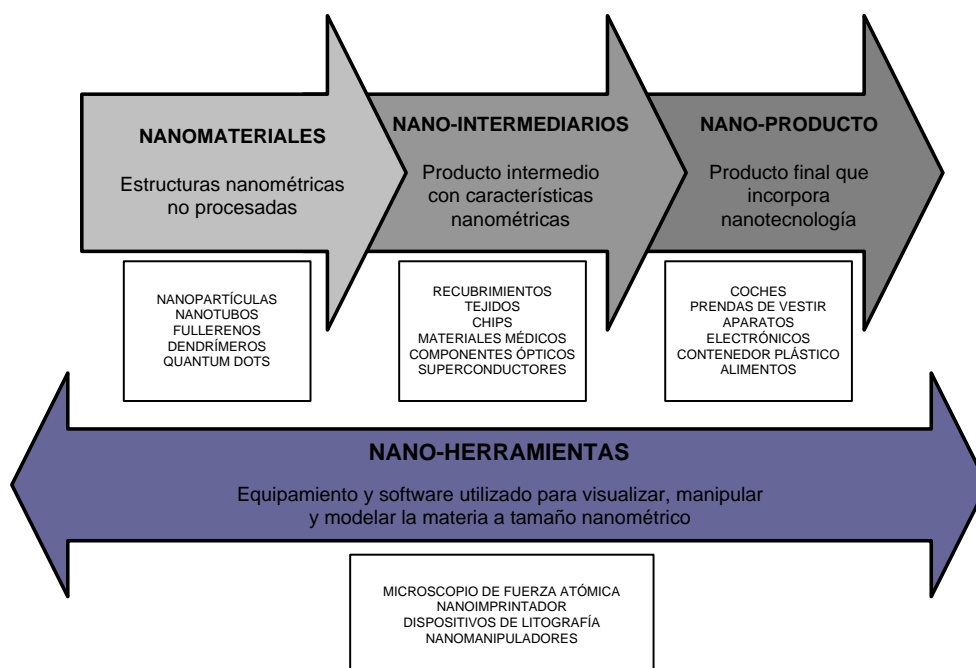 NANOMATERIALES
Estructuras nanométricas
no procesadas
NANO-INTERMEDIARIOS
Producto intermedio
con características
nanométricas
NANO-PRODUCTO
Producto final que
incorpora
nanotecnología
NANOPARTÍCULAS
NANOTUBOS
FULLERENOS
DENDRÍMEROS
QUANTUM DOTS
RECUBRIMIENTOS
TEJIDOS
CHIPS
MATERIALES MÉDICOS
COMPONENTES ÓPTICOS
SUPERCONDUCTORES
COCHES
PRENDAS DE VESTIR
APARATOS
ELECTRÓNICOS
CONTENEDOR PLÁSTICO
ALIMENTOS
NANO-HERRAMIENTAS
Equipamiento y software utilizado para visualizar, manipular
y modelar la materia a tamaño nanométrico
MICROSCOPIO DE FUERZA ATÓMICA
NANOIMPRINTADOR
DISPOSITIVOS DE LITOGRAFÍA
NANOMANIPULADORES